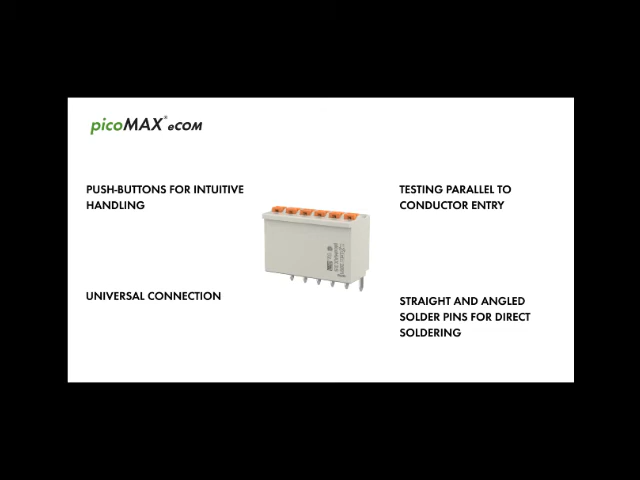 picoMAX® eCOM
PUSH-BUTTONS FOR INTUITIVE
HANDLING
TESTING PARALLEL TO
CONDUCTOR ENTRY
UNIVERSAL CONNECTION
STRAIGHT AND ANGLED
SOLDER PINS FOR DIRECT
SOLDERING